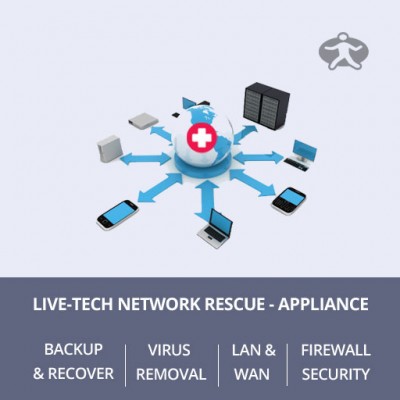 LIVE-TECH NETWORK RESCUE - APPLIANCE
BACKUP
& RECOVER
VIRUS
REMOVAL
LAN &
WAN
FIREWALL
SECURITY